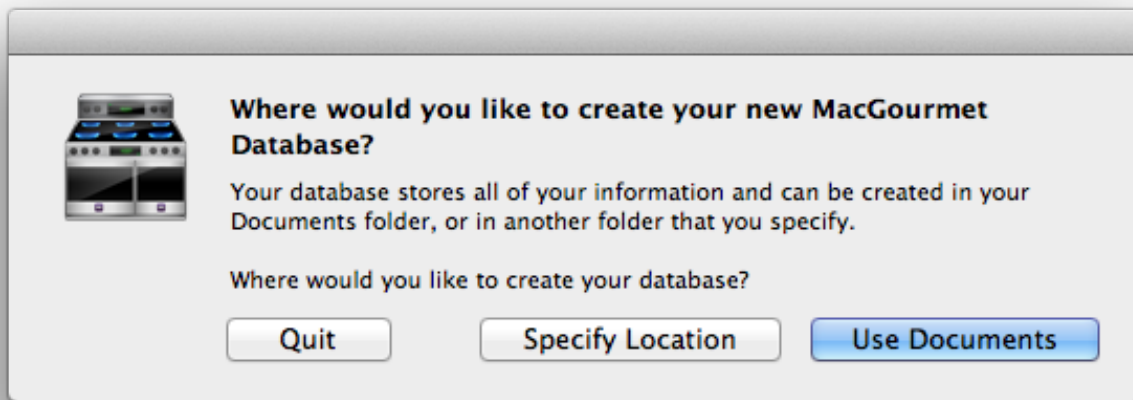 Where would you like to create your new MacGourmet
Database?
Your database stores all of your information and can be created in your
Documents folder, or in another folder that you specify.
Where would you like to create your database?
Quit
Specify Location
Use Documents